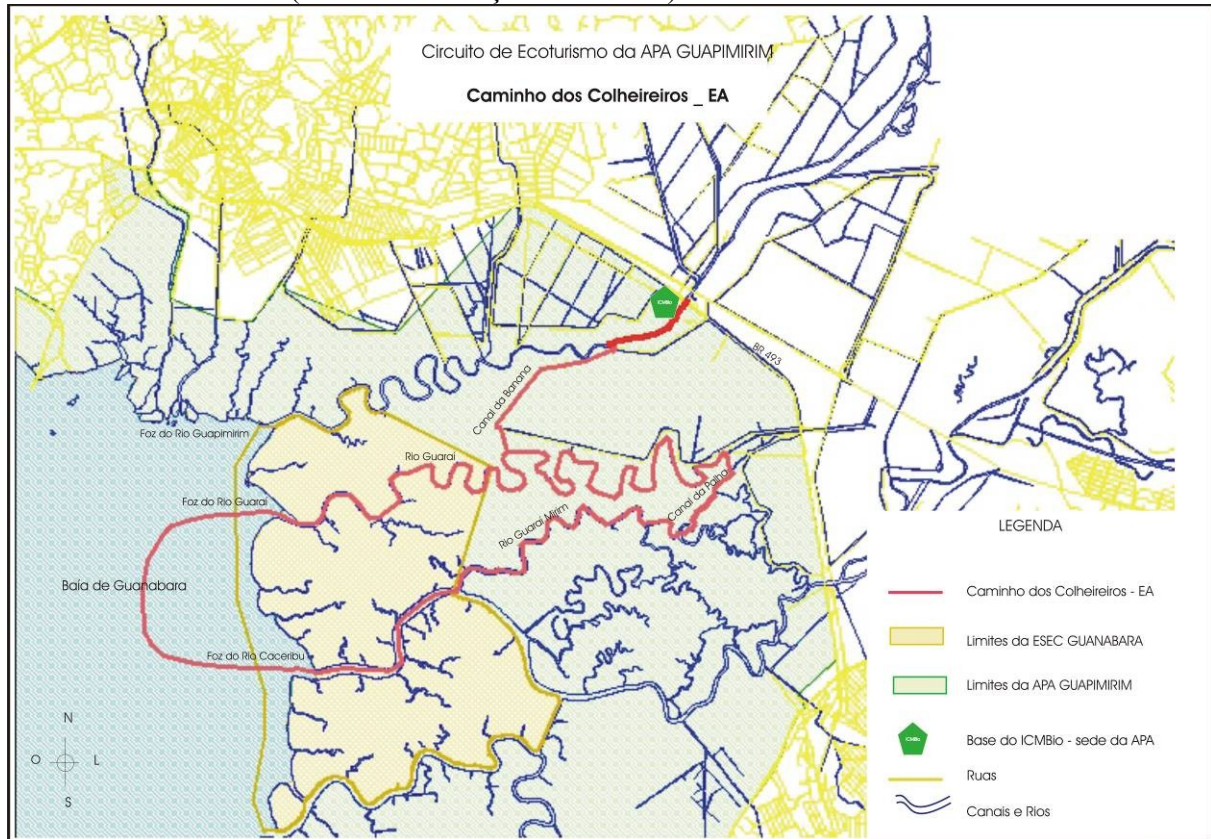 Circuito de Ecoturismo da APA GUAPIMIRIM
Caminho dos Colheireiros _ EA
ICMBio
BR 493
Canal da Banana
Foz do Rio Guapimirim
Rio Guaraí
Canal da Palha
Foz do Rio Guaraí
Rio Guaraí Mirim
Baía de Guanabara
Foz do Rio Caceribu
N
O
L
S
LEGENDA
Caminho dos Colheireiros - EA
Limites da ESEC GUANABARA
Limites da APA GUAPIMIRIM
ICMBio
Base do ICMBio - sede da APA
Ruas
Canais e Rios